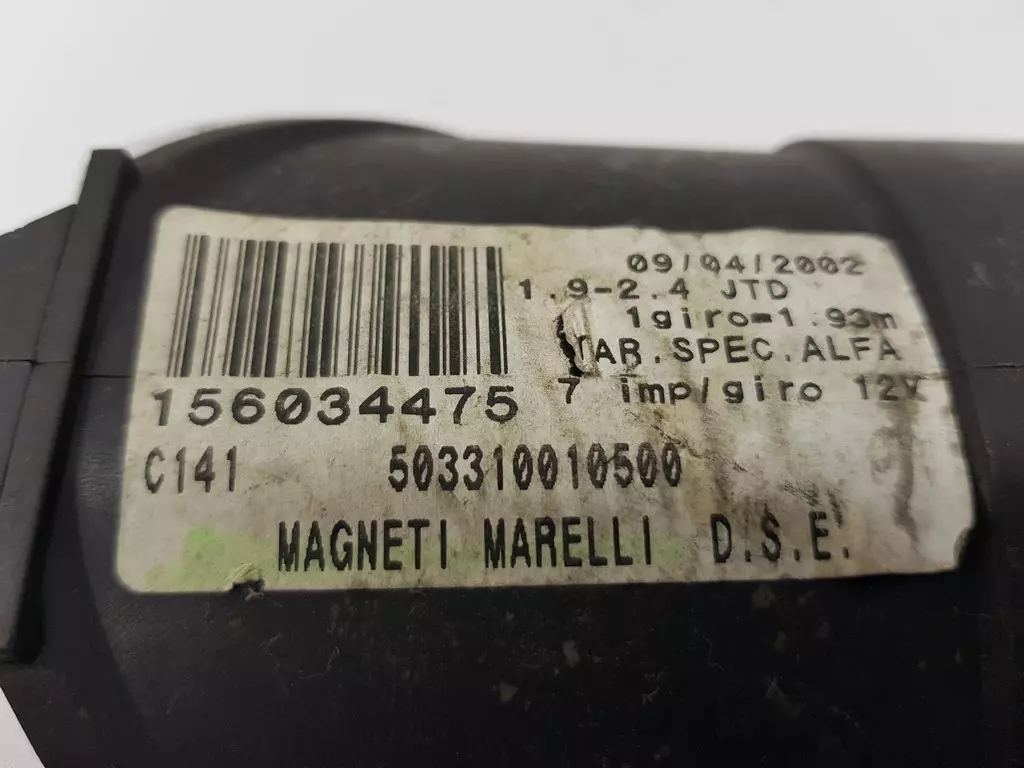 09/04/2002
1.9-2.4 JTD
1giro=1.93m
TAR.SPEC.ALFA
156034475
7 imp/giro 12V
C141 503310010500
MAGNETI MARELLI D.S.E.